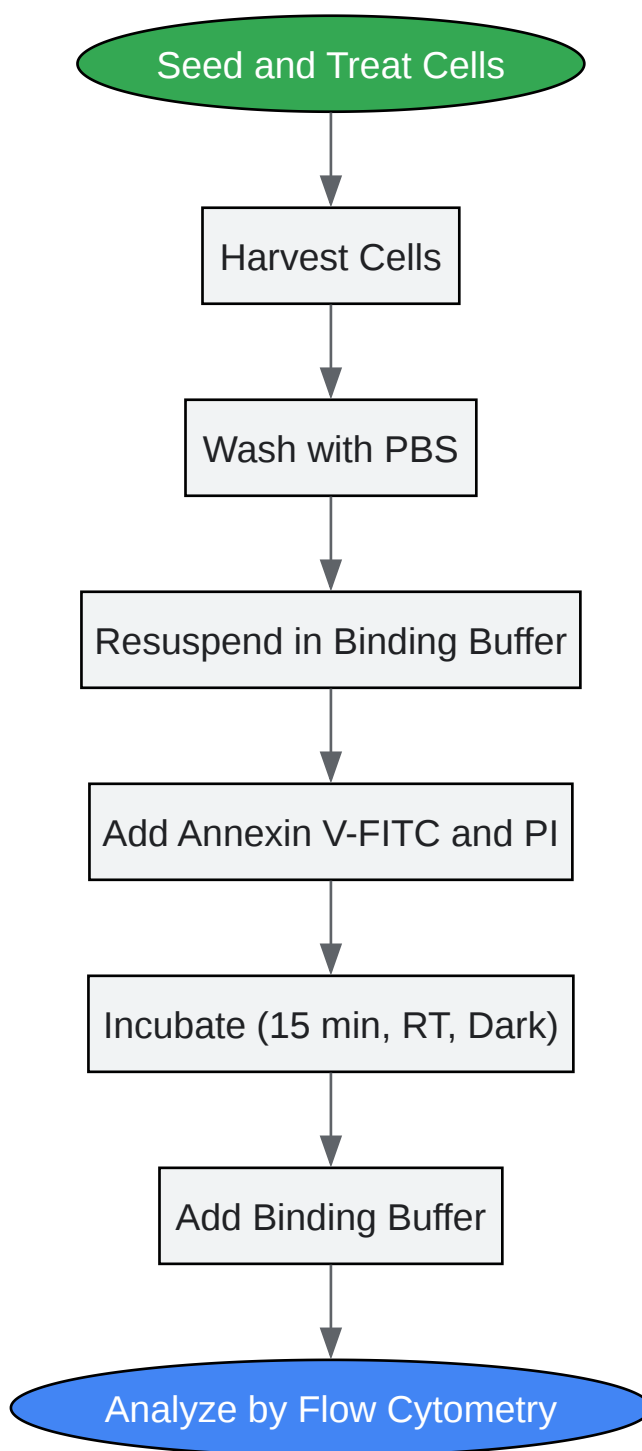 Seed and Treat Cells
Harvest Cells
Wash with PBS
Resuspend in Binding Buffer
Add Annexin V-FITC and PI
Incubate (15 min, RT, Dark)
Add Binding Buffer
Analyze by Flow Cytometry